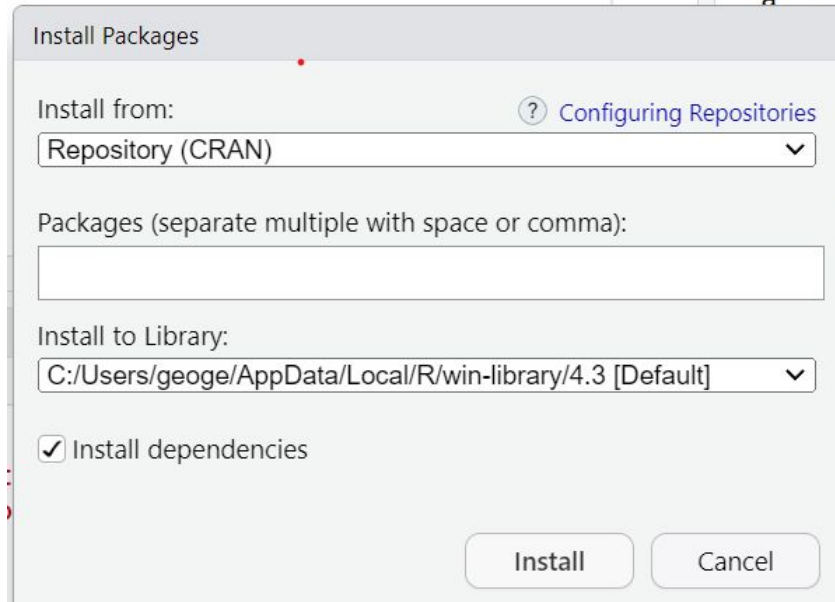 Install Packages
Install from:
? Configuring Repositories
Repository (CRAN)
Packages (separate multiple with space or comma):
Install to Library:
C:/Users/geoge/AppData/Local/R/win-library/4.3 [Default]
Install dependencies
Install
Cancel